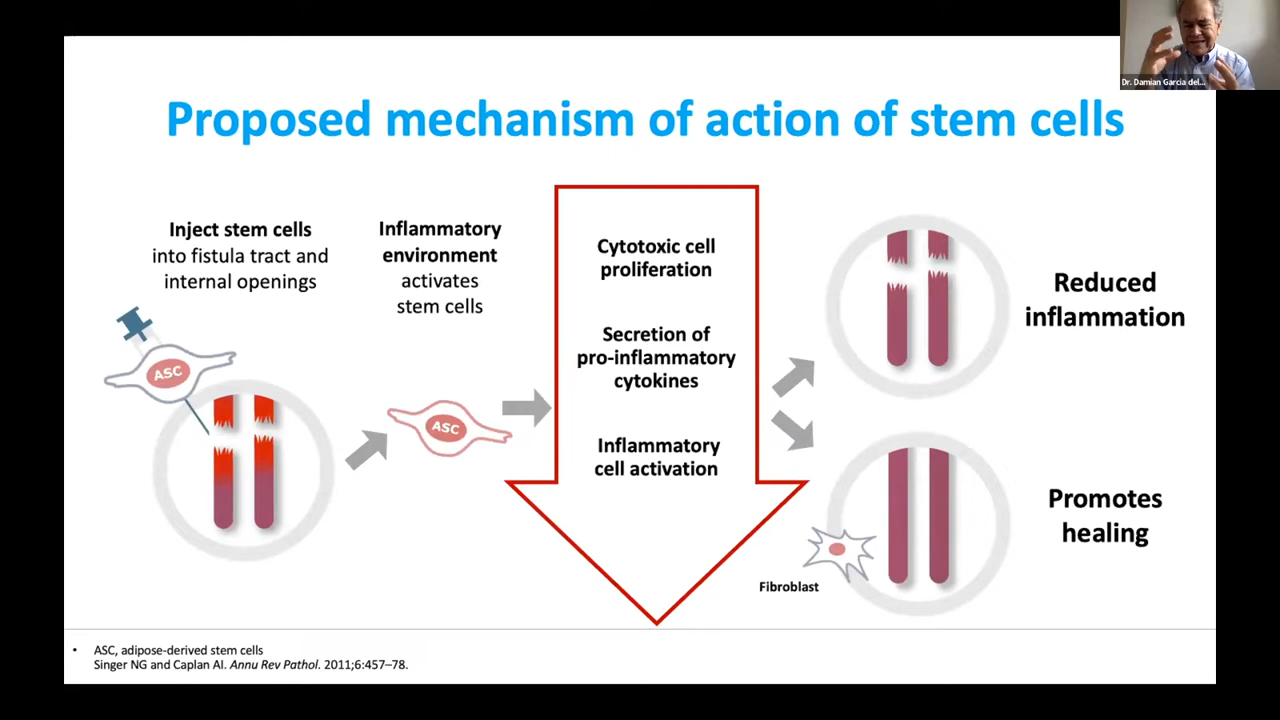 Dr. Damian Garcia del...
Proposed mechanism of action of stem cells
Inject stem cells
into fistula tract and
internal openings
Inflammatory
environment
activates
stem cells
Cytotoxic cell
proliferation
Secretion of
pro-inflammatory
cytokines
Inflammatory
cell activation
Reduced
inflammation
Promotes
healing
ASC
ASC
Fibroblast
• ASC, adipose-derived stem cells
Singer NG and Caplan AI. Annu Rev Pathol. 2011;6:457–78.